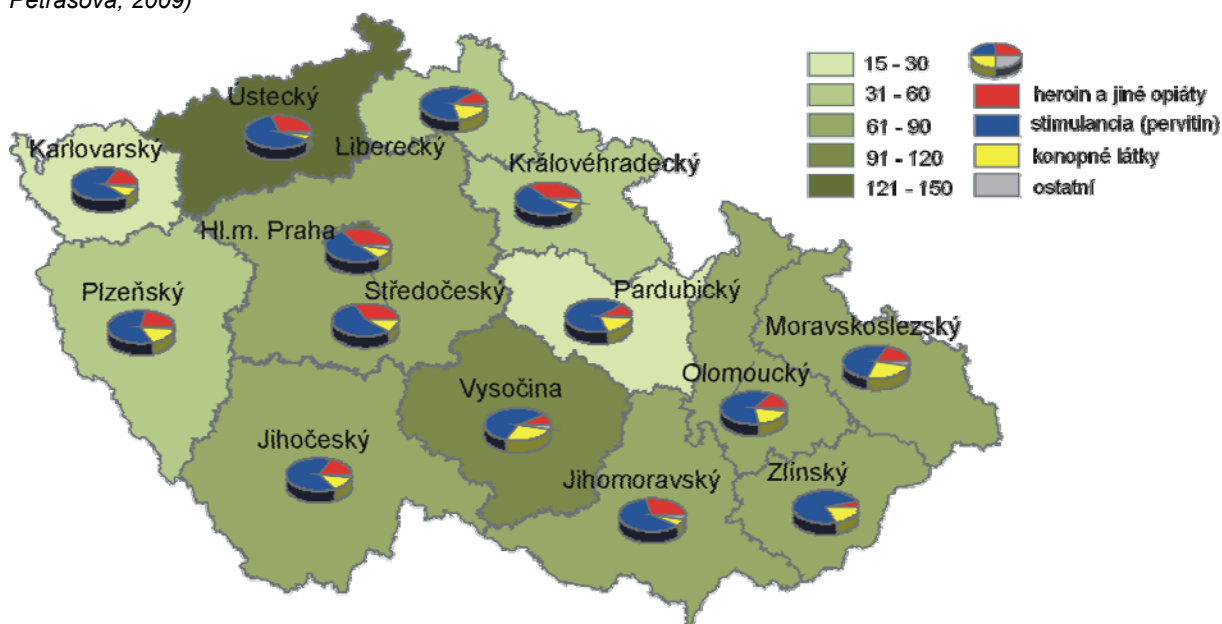 Petrášová, 2009)
15 - 30
31 - 60
61 - 90
91 - 120
121 - 150
heroin a jiné opiáty
stimulancia (pervitin)
konopné látky
ostatní
Ústecký
Karlovarský
Liberecký
Královéhradecký
Hl.m. Praha
Plzeňský
Středočeský
Pardubický
Moravskoslezský
Vysočina
Olomoucký
Jihočeský
Jihomoravský
Zlínský